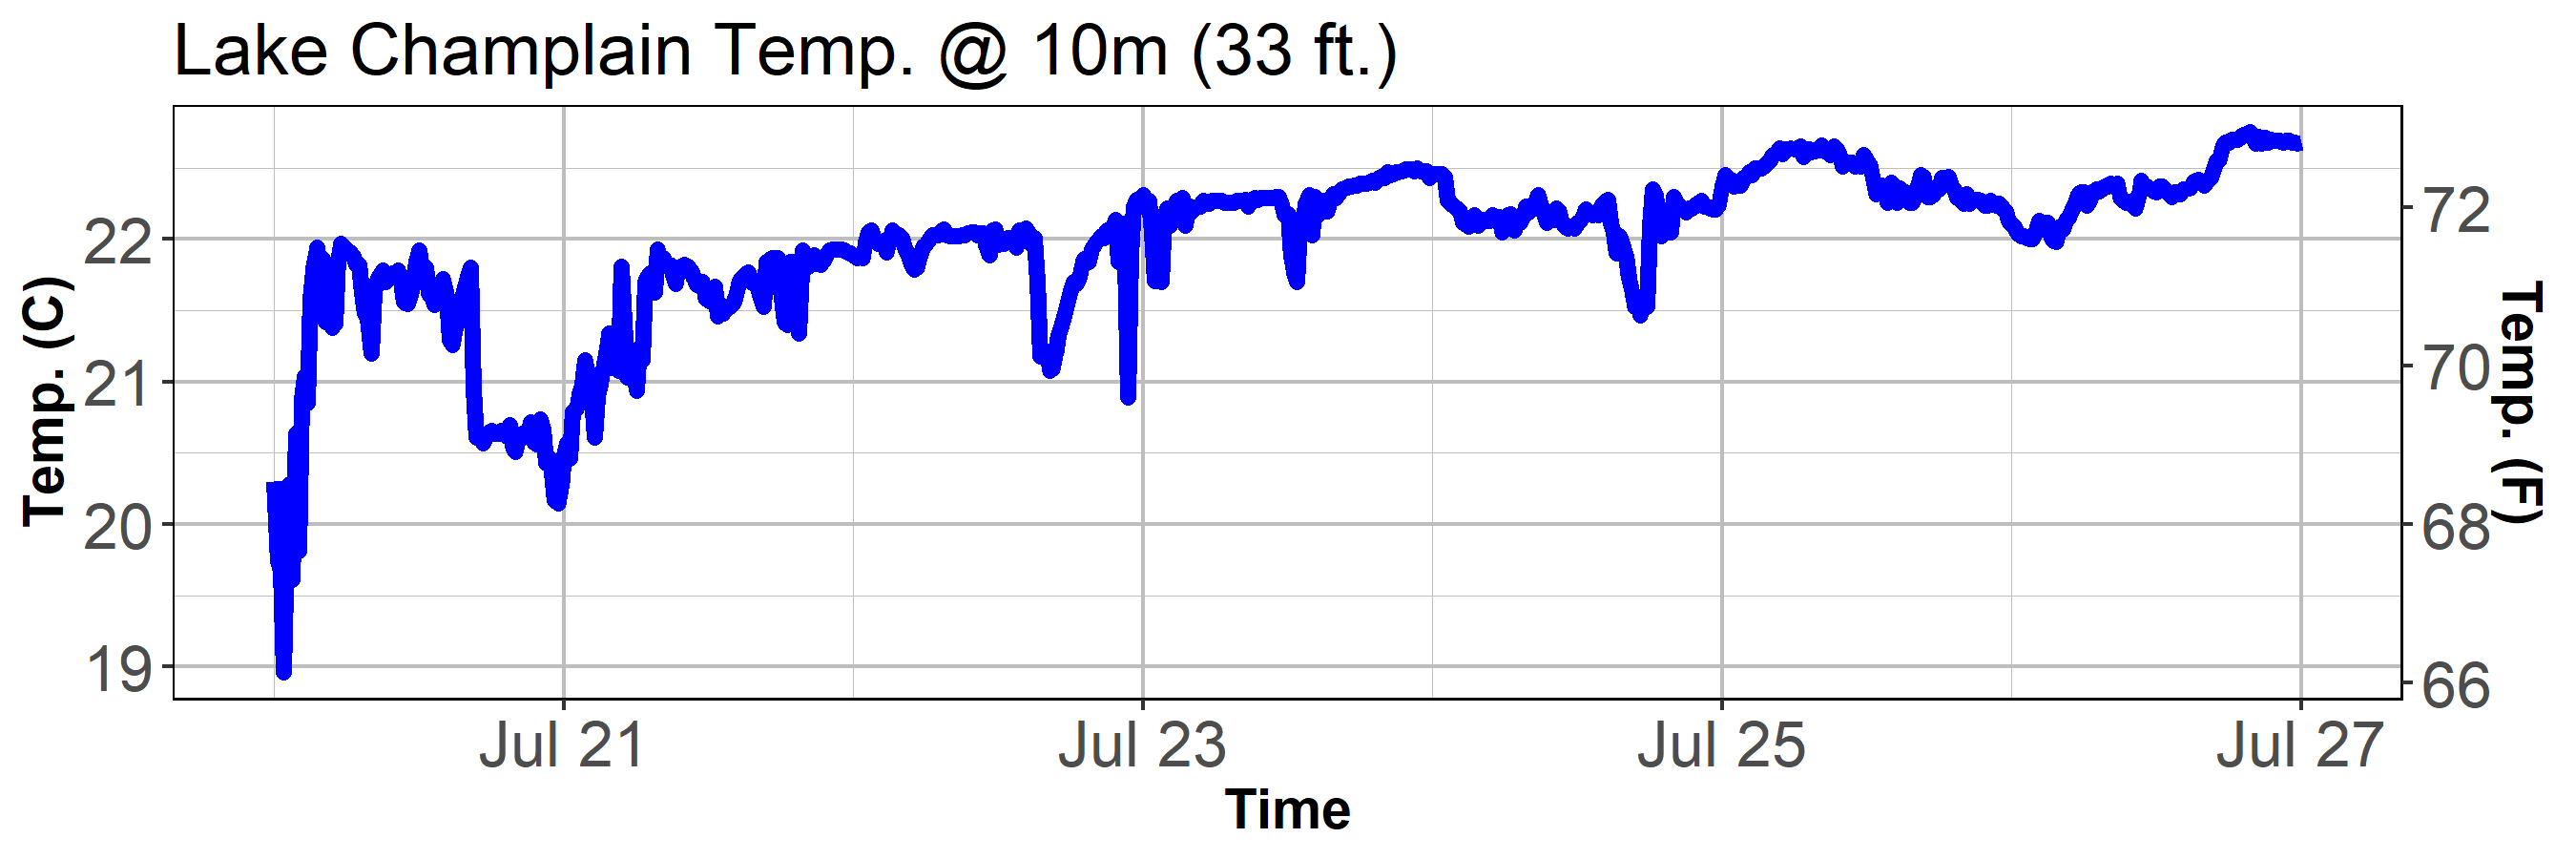 Lake Champlain Temp. @ 10m (33 ft.)
Temp. (C)
22
21
20
19
72
70
68
66
Temp. (F)
Jul 21
Jul 23
Jul 25
Jul 27
Time